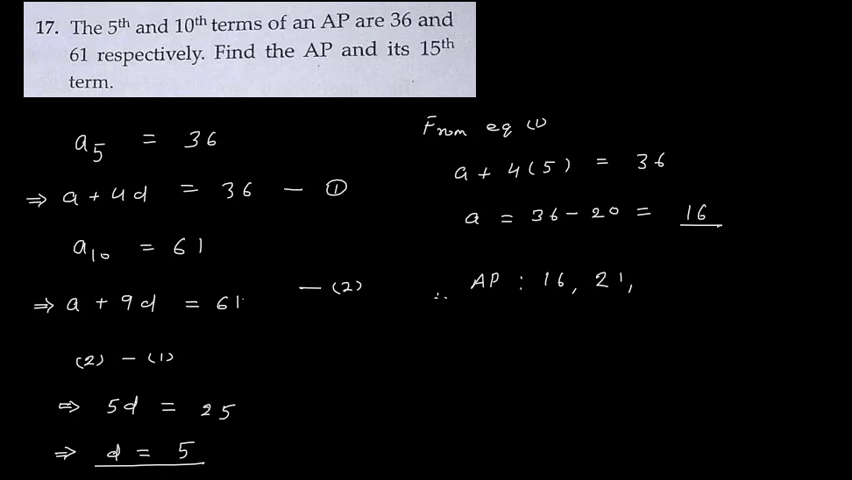 17. The 5th and 10th terms of an AP are 36 and
61 respectively. Find the AP and its 15th
term.
a5 = 36
⇒ a + 4d = 36 — ①
a10 = 61
⇒ a + 9d = 61 — (2)
(2) — (1)
⇒ 5d = 25
⇒ d = 5
From eq (1)
a + 4(5) = 36
a = 36 - 20 = 16
∴ AP : 16, 21,